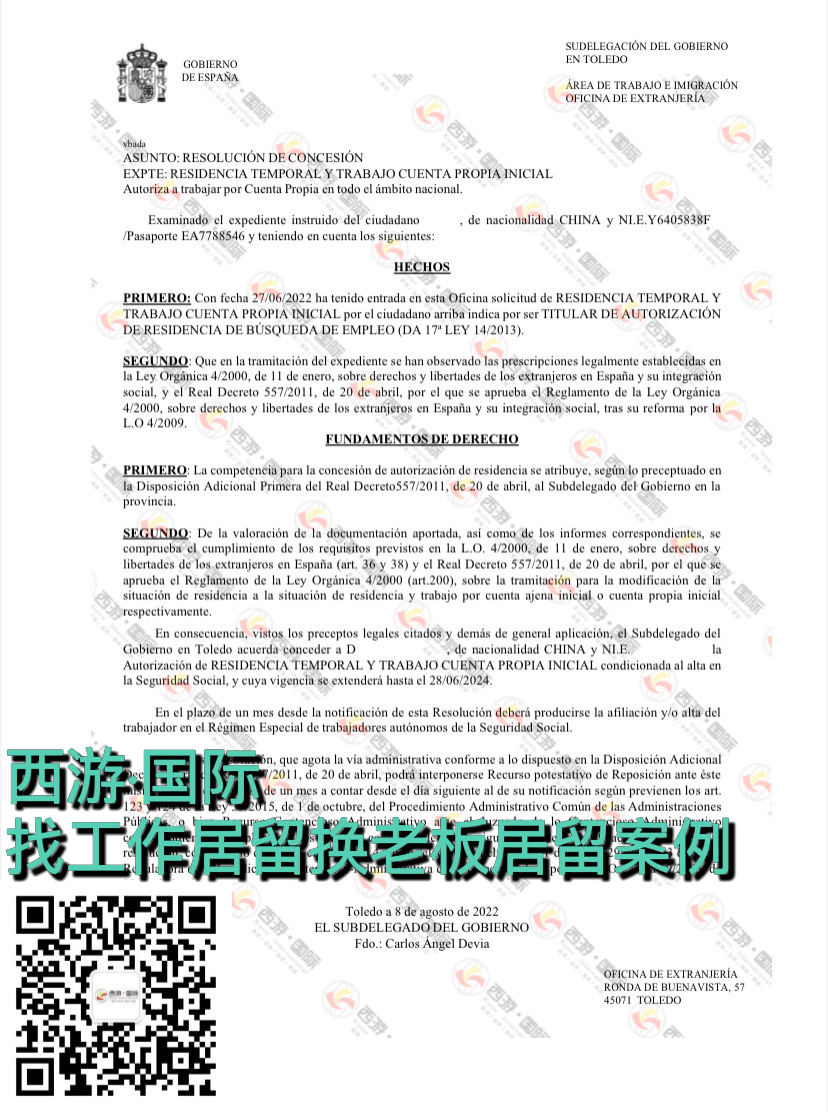 GOBIERNO
DE ESPAÑA
SUDELEGACIÓN DEL GOBIERNO
EN TOLEDO
ÁREA DE TRABAJO E IMIGRACIÓN
OFICINA DE EXTRANJERÍA
vbada
ASUNTO: RESOLUCIÓN DE CONCESIÓN
EXPTE: RESIDENCIA TEMPORAL Y TRABAJO CUENTA PROPIA INICIAL
Autoriza a trabajar por Cuenta Propia en todo el ámbito nacional.
Examinado el expediente instruido del ciudadano , de nacionalidad CHINA y NI.E.Y6405838F
/Pasaporte EA7788546 y teniendo en cuenta los siguientes:
HECHOS
PRIMERO: Con fecha 27/06/2022 ha tenido entrada en esta Oficina solicitud de RESIDENCIA TEMPORAL Y
TRABAJO CUENTA PROPIA INICIAL por el ciudadano arriba indica por ser TITULAR DE AUTORIZACIÓN
DE RESIDENCIA DE BÚSQUEDA DE EMPLEO (DA 17ª LEY 14/2013).
SEGUNDO: Que en la tramitación del expediente se han observado las prescripciones legalmente establecidas en
la Ley Orgánica 4/2000, de 11 de enero, sobre derechos y libertades de los extranjeros en España y su integración
social, y el Real Decreto 557/2011, de 20 de abril, por el que se aprueba el Reglamento de la Ley Orgánica
4/2000, sobre derechos y libertades de los extranjeros en España y su integración social, tras su reforma por la
L.O 4/2009.
FUNDAMENTOS DE DERECHO
PRIMERO: La competencia para la concesión de autorización de residencia se atribuye, según lo preceptuado en
la Disposición Adicional Primera del Real Decreto557/2011, de 20 de abril, al Subdelegado del Gobierno en la
provincia.
SEGUNDO: De la valoración de la documentación aportada, así como de los informes correspondientes, se
comprueba el cumplimiento de los requisitos previstos en la L.O. 4/2000, de 11 de enero, sobre derechos y
libertades de los extranjeros en España (art. 36 y 38) y el Real Decreto 557/2011, de 20 de abril, por el que se
aprueba el Reglamento de la Ley Orgánica 4/2000 (art.200), sobre la tramitación para la modificación de la
situación de residencia a la situación de residencia y trabajo por cuenta ajena inicial o cuenta propia inicial
respectivamente.
En consecuencia, vistos los preceptos legales citados y demás de general aplicación, el Subdelegado del
Gobierno en Toledo acuerda conceder a D , de nacionalidad CHINA y NI.E. la
Autorización de RESIDENCIA TEMPORAL Y TRABAJO CUENTA PROPIA INICIAL condicionada al alta en
la Seguridad Social, y cuya vigencia se extenderá hasta el 28/06/2024.
En el plazo de un mes desde la notificación de esta Resolución deberá producirse la afiliación y/o alta del
trabajador en el Régimen Especial de trabajadores autónomos de la Seguridad Social.
, que agota la vía administrativa conforme a lo dispuesto en la Disposición Adicional
7/2011, de 20 de abril, podrá interponerse Recurso potestativo de Reposición ante éste
de un mes a contar desde el día siguiente al de su notificación según previenen los art.
123 y 124 de la Ley 39/2015, de 1 de octubre, del Procedimiento Administrativo Común de las Administraciones
西游·国际
找工作居留换老板居留案例
Toledo a 8 de agosto de 2022
EL SUBDELEGADO DEL GOBIERNO
Fdo.: Carlos Ángel Devia
OFICINA DE EXTRANJERÍA
RONDA DE BUENAVISTA, 57
45071 TOLEDO
西游·国际